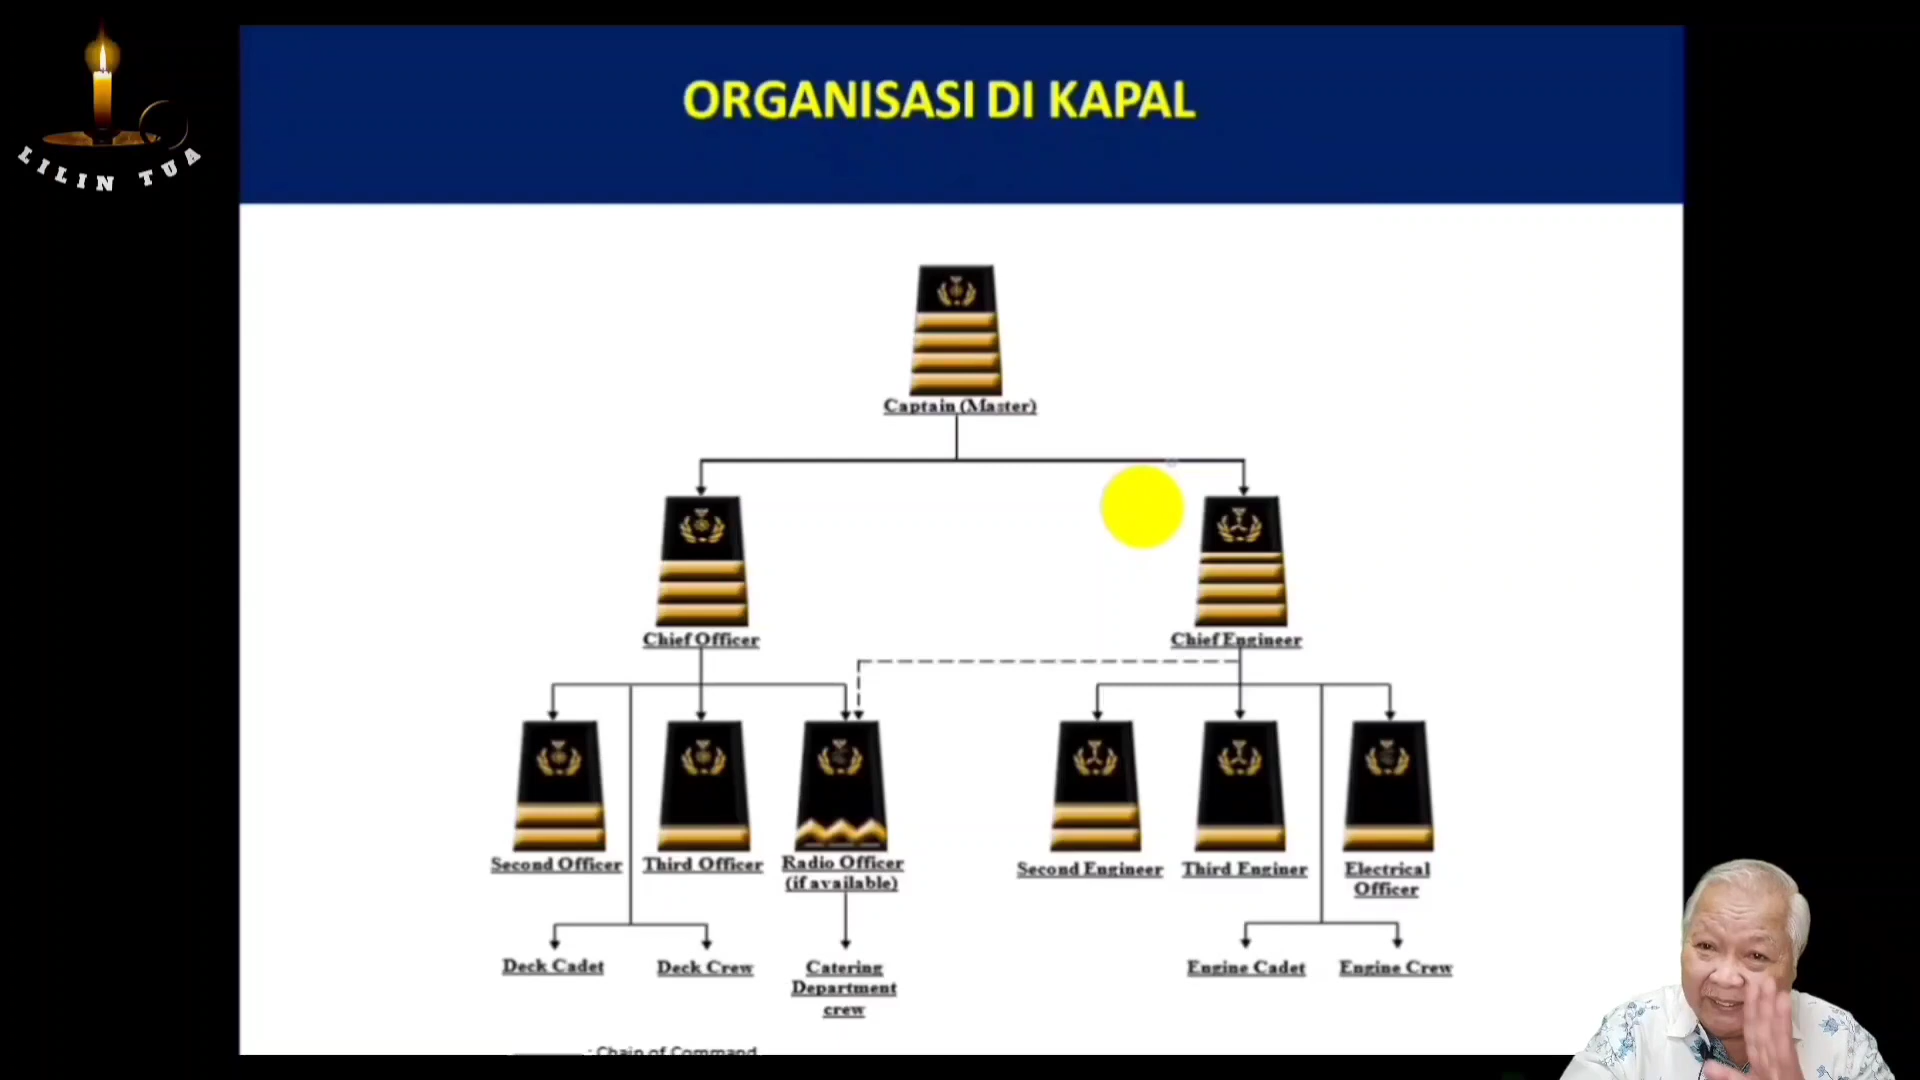 LILIN TUA
ORGANISASI DI KAPAL
Captain (Master)
Chief Officer
Chief Engineer
Second Officer
Third Officer
Radio Officer
(if available)
Second Engineer
Third Enginer
Electrical
Officer
Deck Cadet
Deck Crew
Catering
Department
crew
Engine Cadet
Engine Crew
: Chain of Command